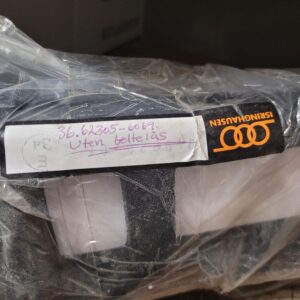 36.62305-6069.
Uten beltelås
ISRINGHAUSEN